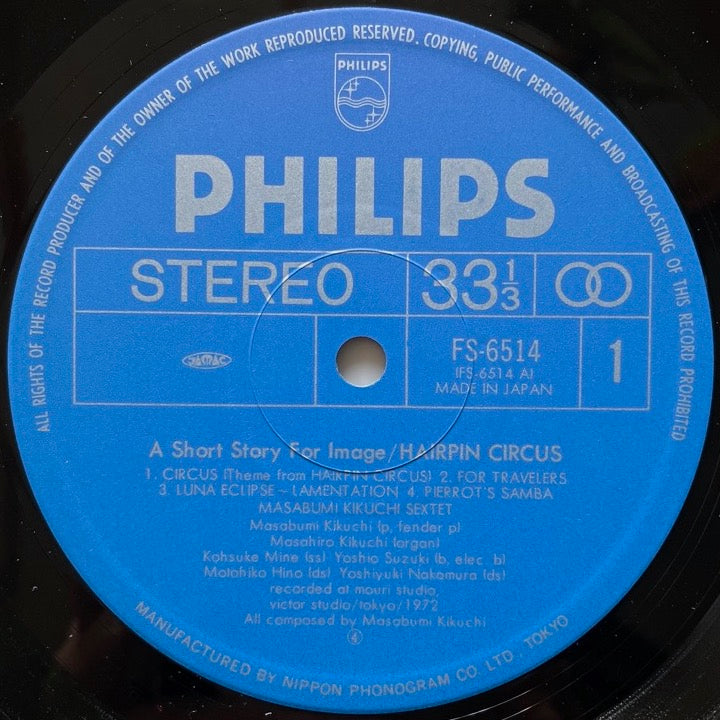 ALL RIGHTS OF THE RECORD PRODUCER AND OF THE OWNER OF THE WORK REPRODUCED RESERVED. COPYING, PUBLIC PERFORMANCE AND BROADCASTING OF THIS RECORD PROHIBITED
PHILIPS
PHILIPS
STEREO 33 1/3
JASRAC FS-6514 1
(FS-6514 A)
MADE IN JAPAN
A Short Story For Image/HAIRPIN CIRCUS
1. CIRCUS (Theme from HAIRPIN CIRCUS) 2. FOR TRAVELERS
3. LUNA ECLIPSE~LAMENTATION 4. PIERROT'S SAMBA
MASABUMI KIKUCHI SEXTET
Masabumi Kikuchi (p, fender p)
Masahiro Kikuchi (organ)
Kohsuke Mine (ss) Yoshio Suzuki (b, elec. b)
Motohiko Hino (ds) Yoshiyuki Nakamura (ds)
recorded at mouri studio,
victor studio/tokyo/1972
All composed by Masabumi Kikuchi
④
MANUFACTURED BY NIPPON PHONOGRAM CO. LTD., TOKYO